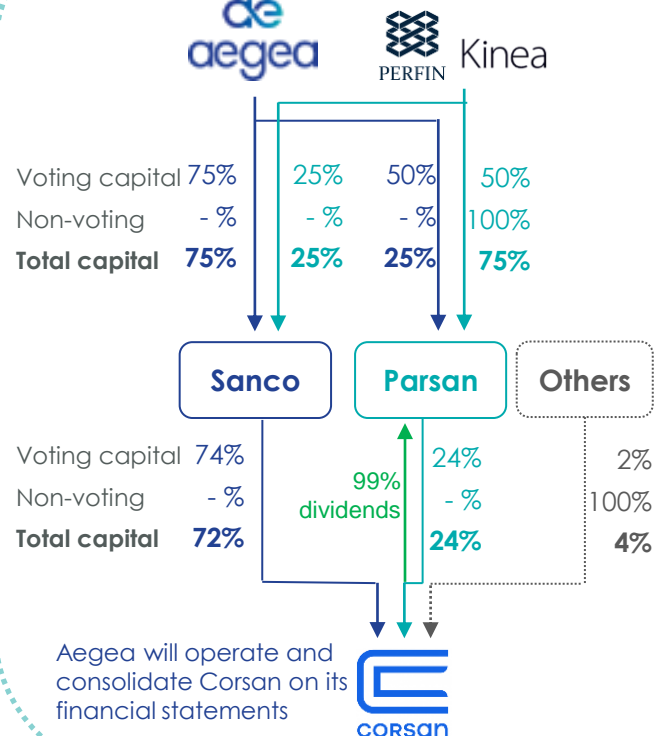 aegea
PERFIN
Kinea
Voting capital 75% 25% 50% 50%
Non-voting - % - % - % 100%
Total capital 75% 25% 25% 75%
Sanco Parsan Others
Voting capital 74% 24% 2%
Non-voting - % - % 100%
Total capital 72% 24% 4%
99%
dividends
Aegea will operate and
consolidate Corsan on its
financial statements
corsan